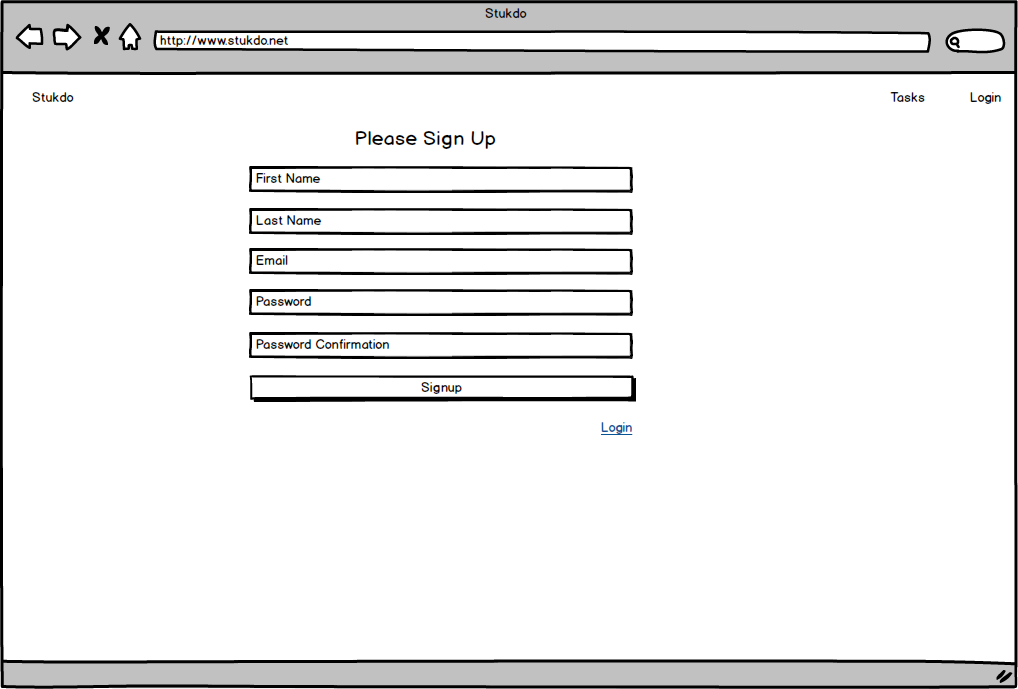 Stukdo
http://www.stukdo.net
Stukdo Tasks Login
Please Sign Up
First Name
Last Name
Email
Password
Password Confirmation
Signup
Login